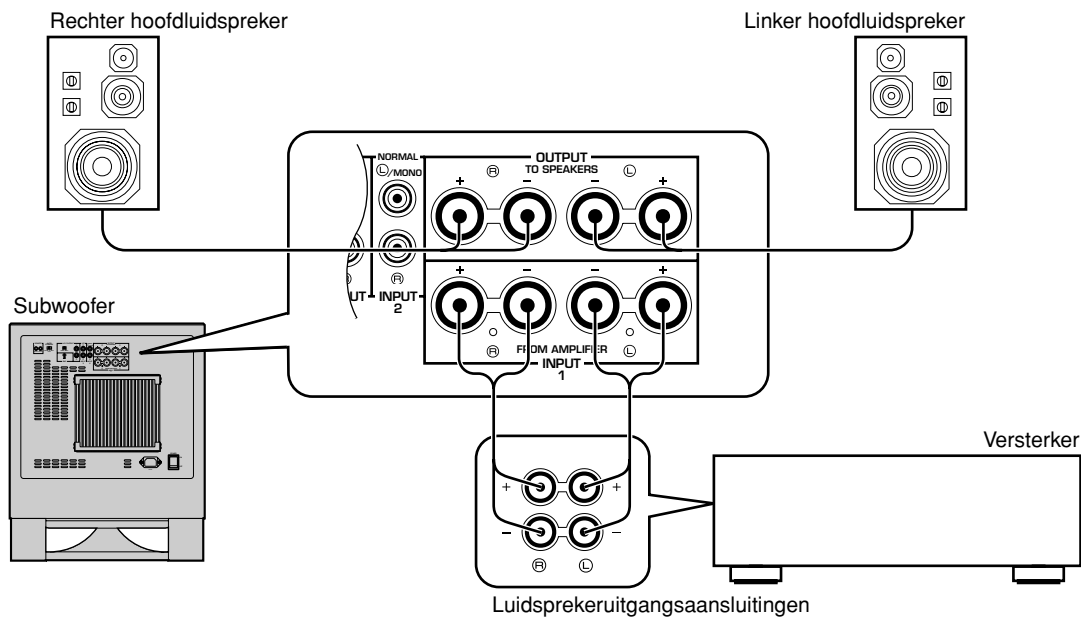 Rechter hoofdluidspreker
Linker hoofdluidspreker
NORMAL
L/MONO
R
OUTPUT
TO SPEAKERS
R L
+ - - +
UT INPUT
2
+ - - +
R FROM AMPLIFIER L
INPUT
1
Subwoofer
Versterker
+ +
- -
R L
Luidsprekeruitgangsaansluitingen